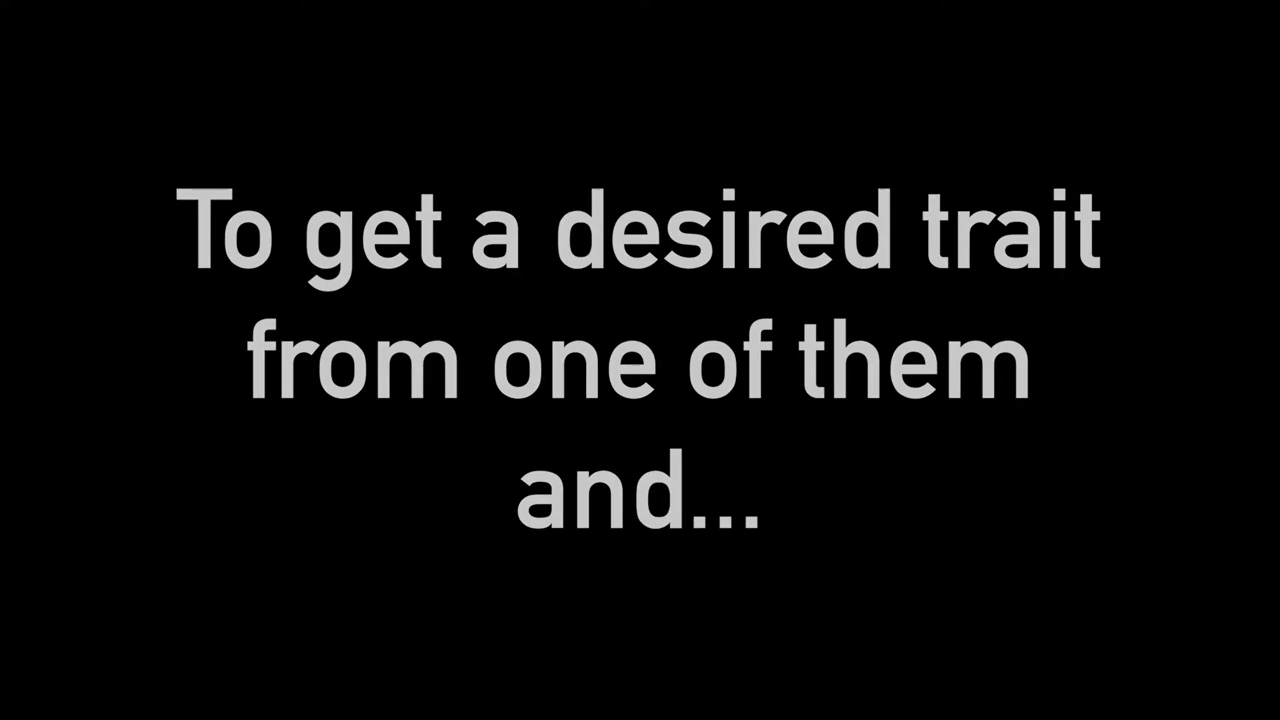 To get a desired trait
from one of them
and...